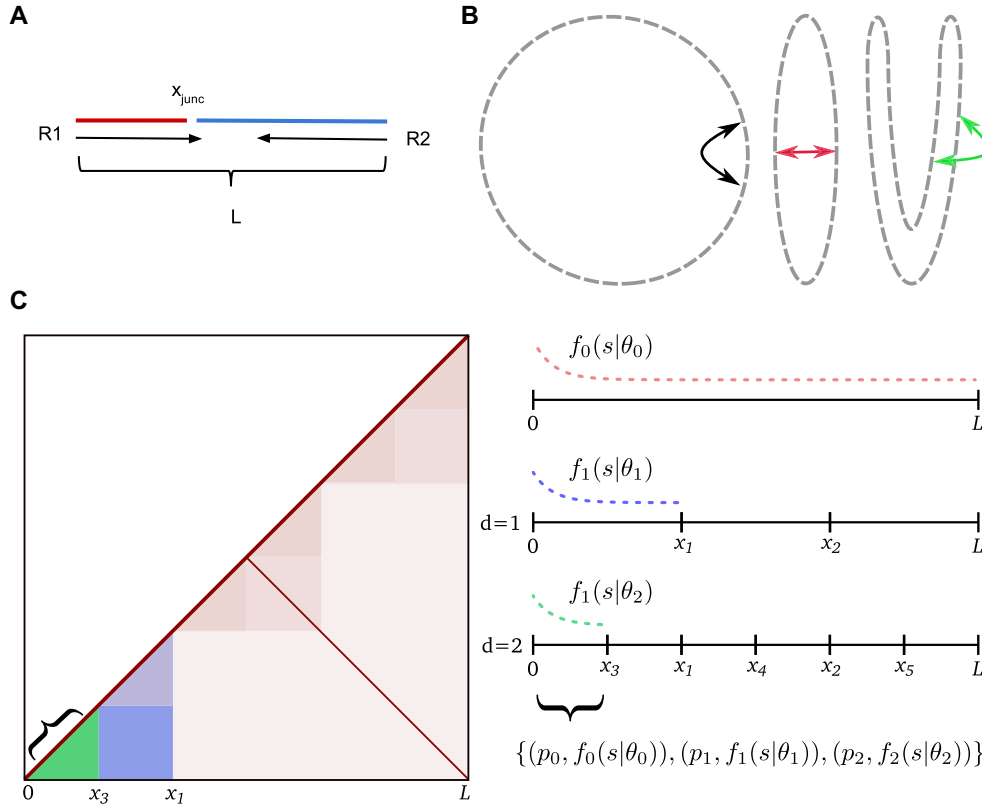 A
x_junc
R1
R2
L
B
C
0
x_3
x_1
L
f_0(s|θ_0)
0
L
f_1(s|θ_1)
d=1
0
x_1
x_2
L
f_1(s|θ_2)
d=2
0
x_3
x_1
x_4
x_2
x_5
L
{(p_0, f_0(s|θ_0)), (p_1, f_1(s|θ_1)), (p_2, f_2(s|θ_2))}